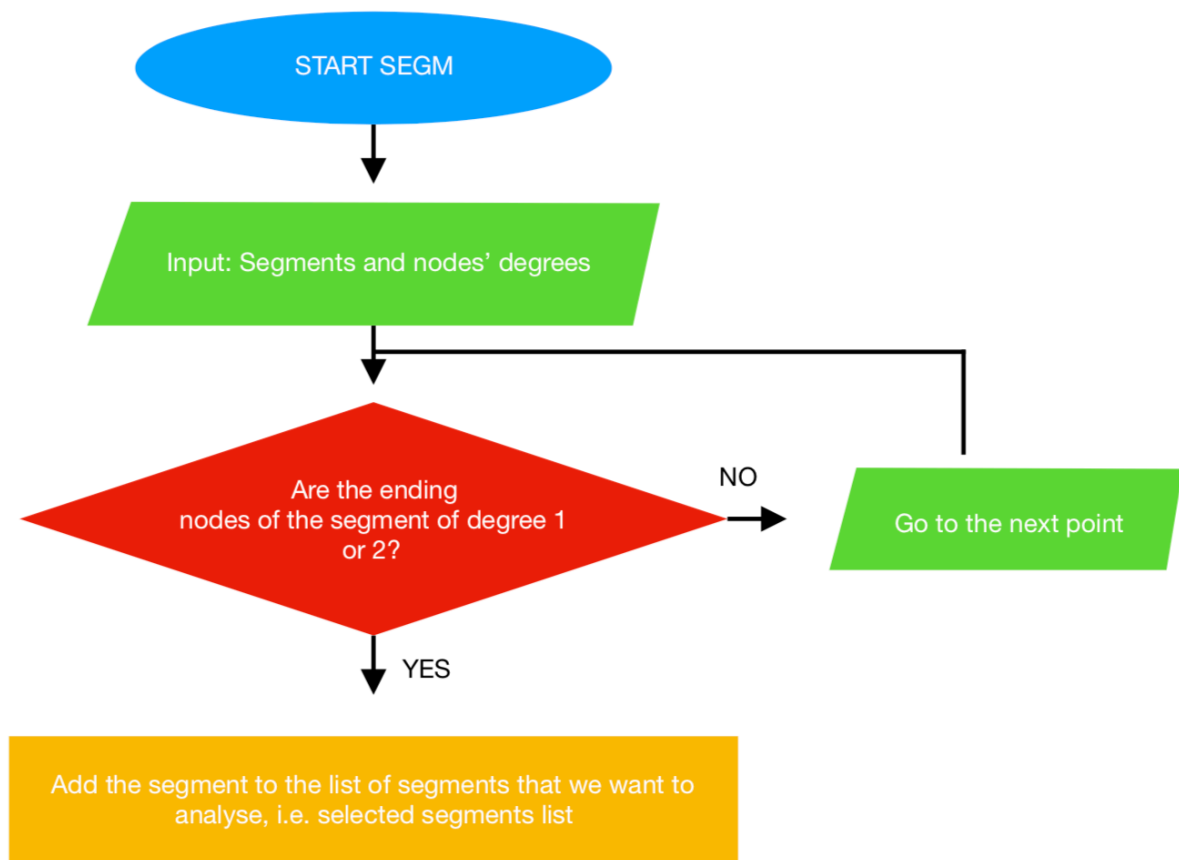 START SEGM
Input: Segments and nodes’ degrees
Are the ending
nodes of the segment of degree 1
or 2?
NO
Go to the next point
YES
Add the segment to the list of segments that we want to
analyse, i.e. selected segments list